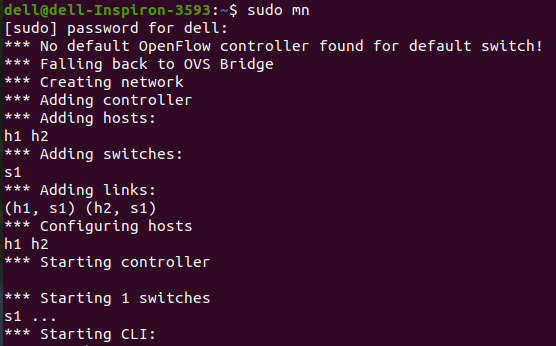 dell@dell-Inspiron-3593:~$ sudo mn
[sudo] password for dell:
*** No default OpenFlow controller found for default switch!
*** Falling back to OVS Bridge
*** Creating network
*** Adding controller
*** Adding hosts:
h1 h2
*** Adding switches:
s1
*** Adding links:
(h1, s1) (h2, s1)
*** Configuring hosts
h1 h2
*** Starting controller
*** Starting 1 switches
s1 ...
*** Starting CLI: